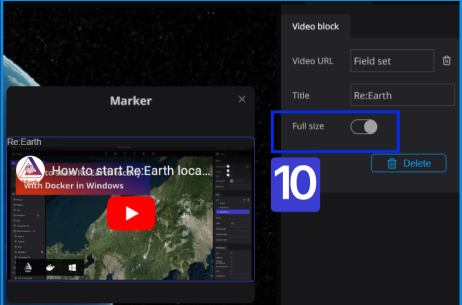 Video block
Video URL
Field set
Title
Re:Earth
Full size
10
Delete
Marker
Re:Earth
How to start Re:Earth loca...
with Docker in Windows